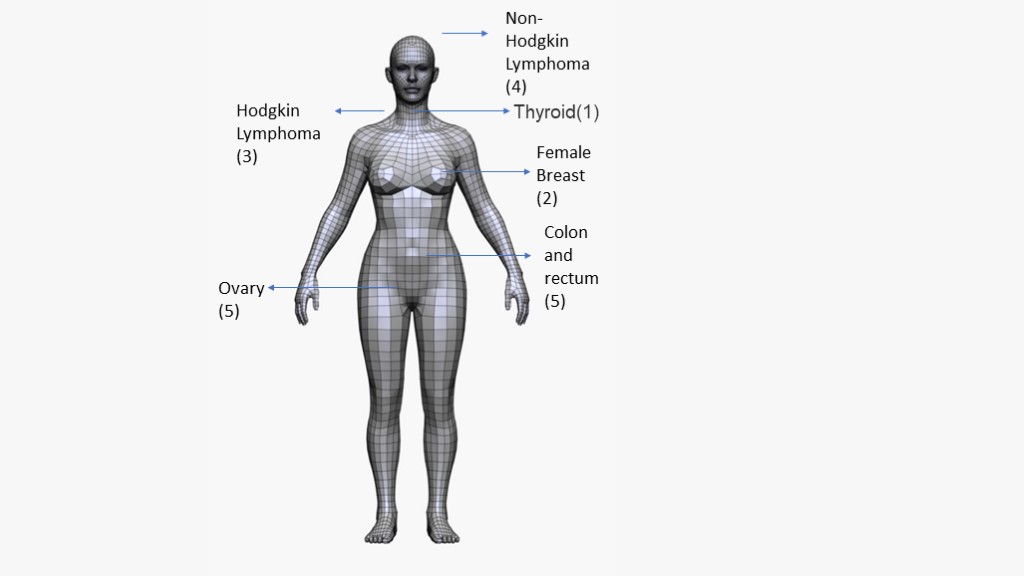 Non-
Hodgkin
Lymphoma
(4)
Hodgkin
Lymphoma
(3)
Thyroid(1)
Female
Breast
(2)
Colon
and
rectum
(5)
Ovary
(5)